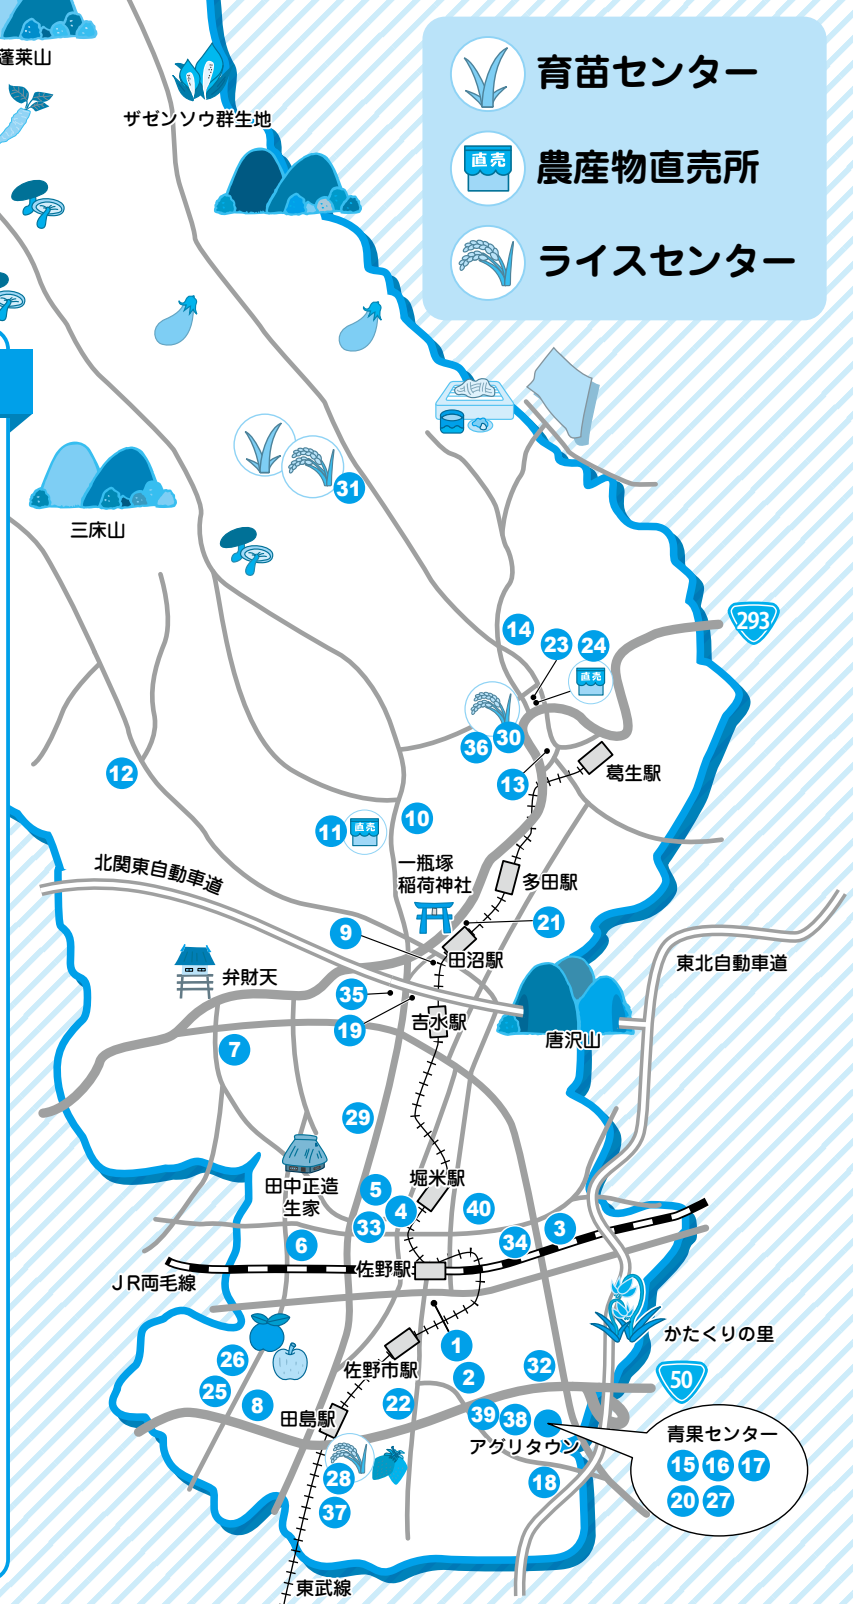 蓬莱山
ザゼンソウ群生地
育苗センター
直売
農産物直売所
ライスセンター
三床山
31
14
23
24
293
直売
36
30
13
葛生駅
12
11
直売
10
一瓶塚
稲荷神社
多田駅
北関東自動車道
9
21
田沼駅
東北自動車道
弁財天
35
19
吉水駅
唐沢山
7
29
田中正造
生家
堀米駅
5
4
33
40
6
34
3
佐野駅
JR両毛線
かたくりの里
1
26
佐野市駅
2
32
50
25
8
22
田島駅
39
38
アグリタウン
青果センター
15
16
17
20
27
28
18
37
東武線